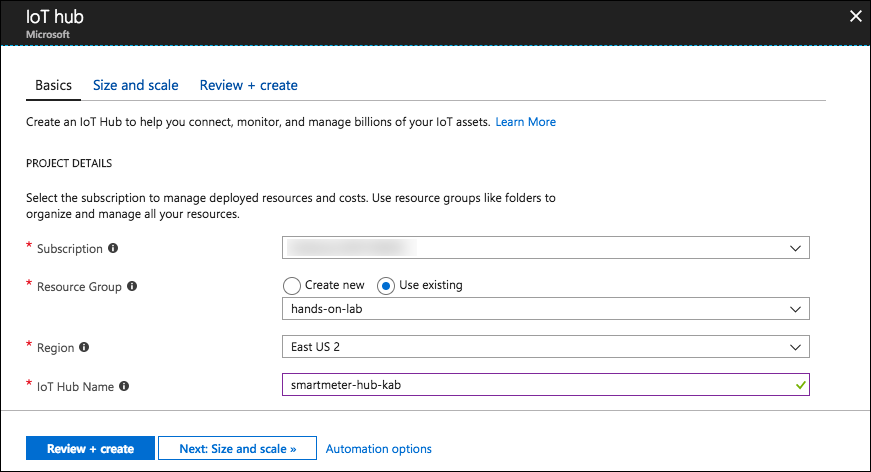 IoT hub
Microsoft
Basics Size and scale Review + create
Create an IoT Hub to help you connect, monitor, and manage billions of your IoT assets. Learn More
PROJECT DETAILS
Select the subscription to manage deployed resources and costs. Use resource groups like folders to
organize and manage all your resources.
* Subscription
* Resource Group Create new Use existing
hands-on-lab
* Region East US 2
* IoT Hub Name smartmeter-hub-kab
Review + create Next: Size and scale » Automation options